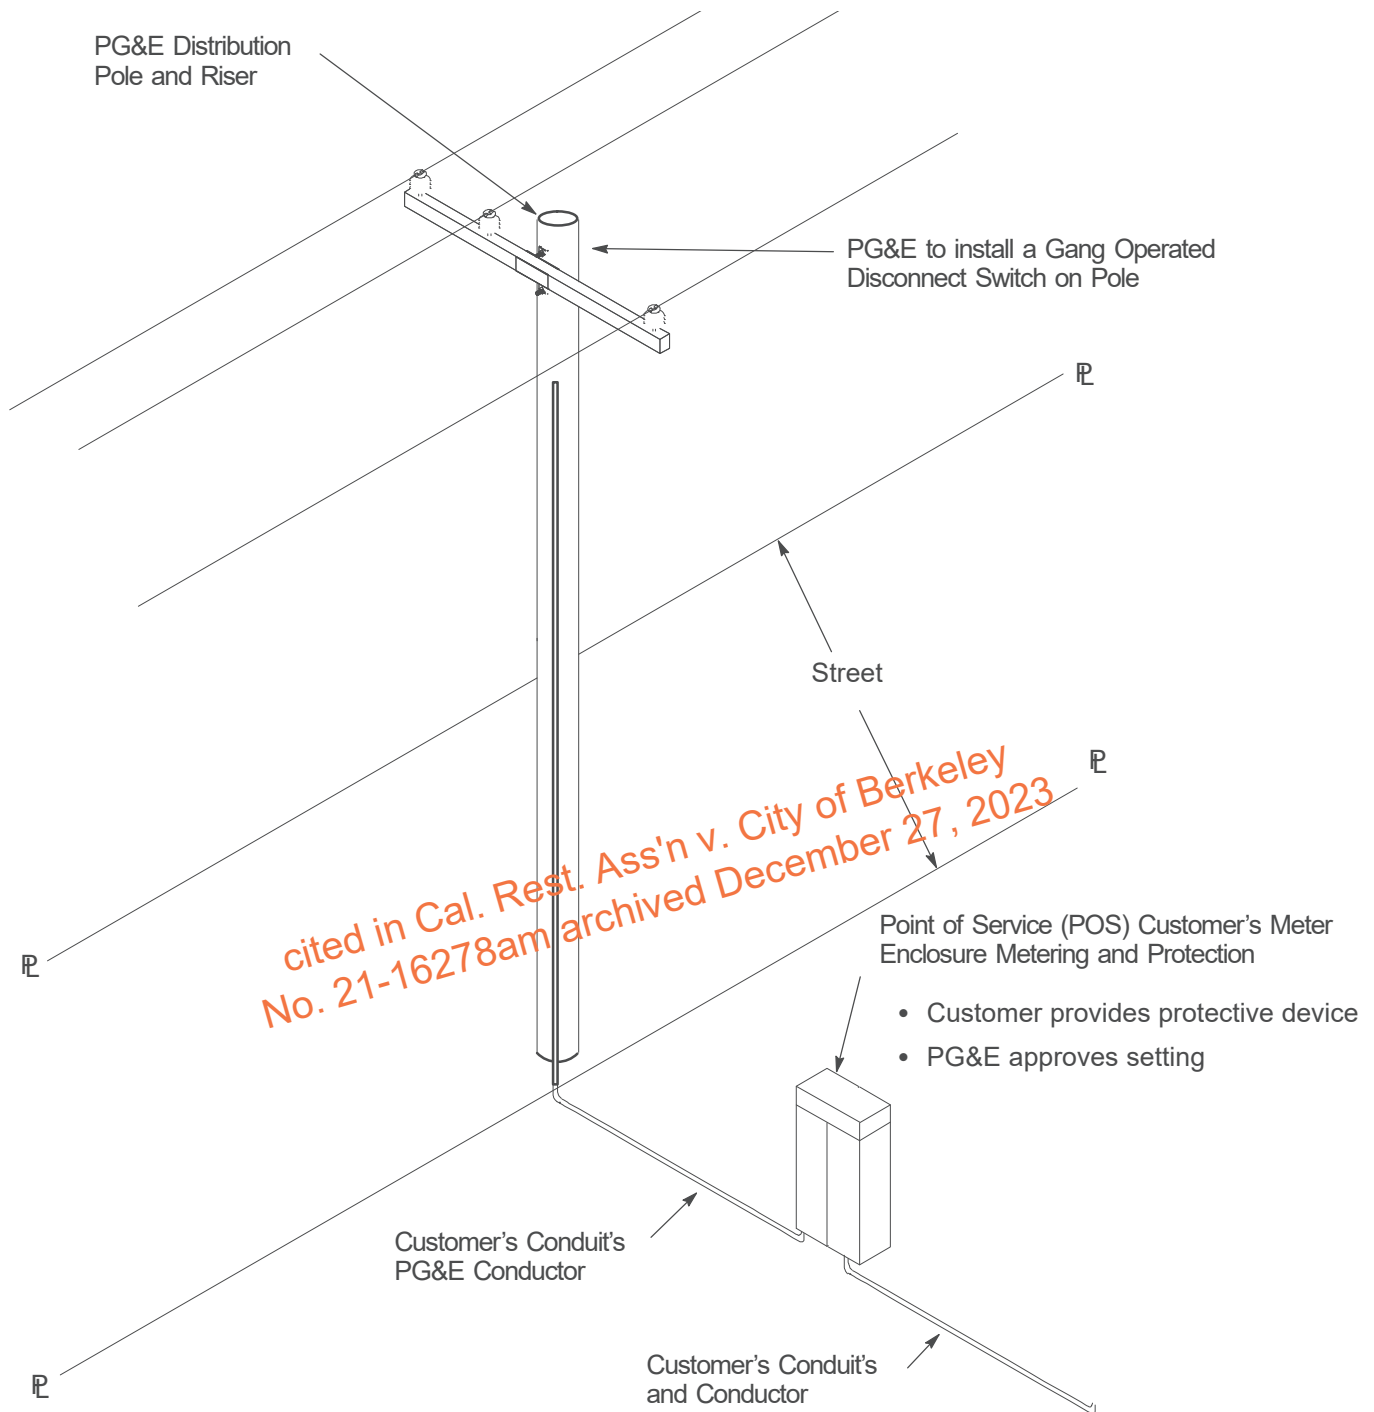 PG&E Distribution
Pole and Riser
PG&E to install a Gang Operated
Disconnect Switch on Pole
PL
Street
PL
cited in Cal. Rest. Ass'n v. City of Berkeley
No. 21-16278am archived December 27, 2023
Point of Service (POS) Customer’s Meter
Enclosure Metering and Protection
• Customer provides protective device
• PG&E approves setting
PL
Customer’s Conduit’s
PG&E Conductor
Customer’s Conduit’s
and Conductor
PL